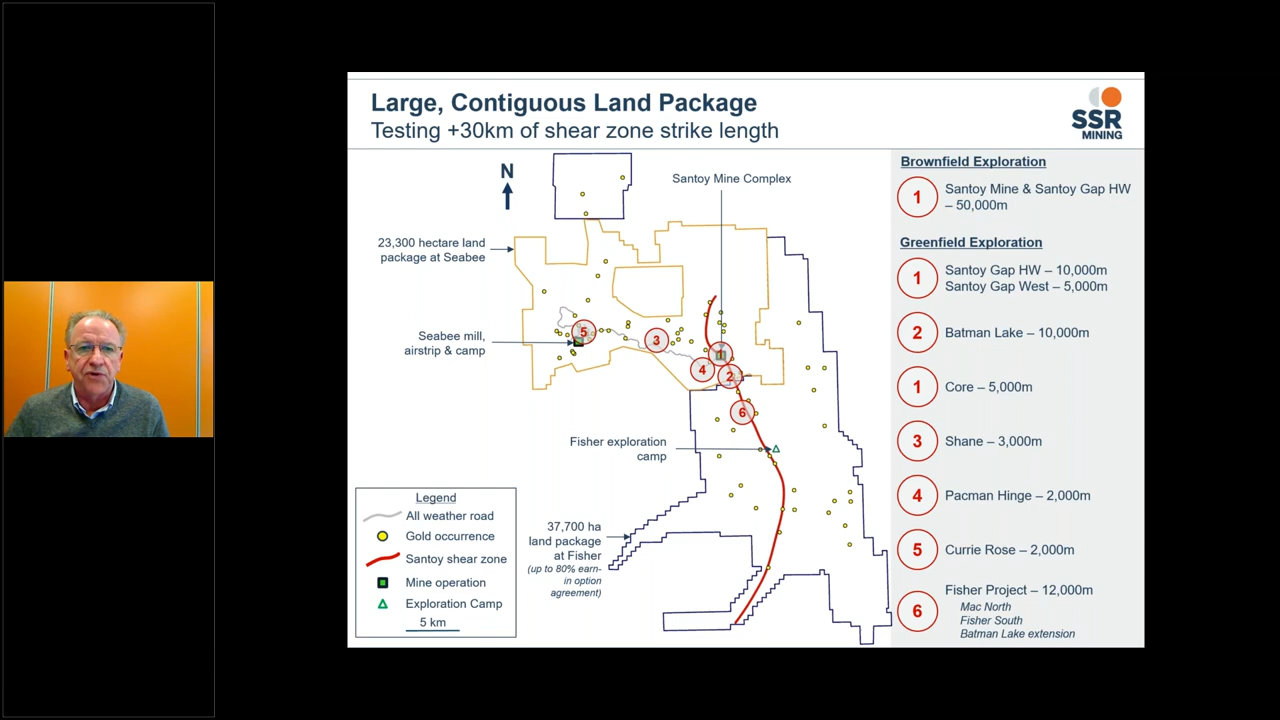 Large, Contiguous Land Package
Testing +30km of shear zone strike length
SSR
MINING
N
Santoy Mine Complex
23,300 hectare land
package at Seabee
Seabee mill,
airstrip & camp
5
3
1
4
2
6
Fisher exploration
camp
37,700 ha
land package
at Fisher
(up to 80% earn-
in option
agreement)
Legend
All weather road
Gold occurrence
Santoy shear zone
Mine operation
Exploration Camp
5 km
Brownfield Exploration
1
Santoy Mine & Santoy Gap HW
– 50,000m
Greenfield Exploration
1
Santoy Gap HW – 10,000m
Santoy Gap West – 5,000m
2
Batman Lake – 10,000m
1
Core – 5,000m
3
Shane – 3,000m
4
Pacman Hinge – 2,000m
5
Currie Rose – 2,000m
6
Fisher Project – 12,000m
Mac North
Fisher South
Batman Lake extension